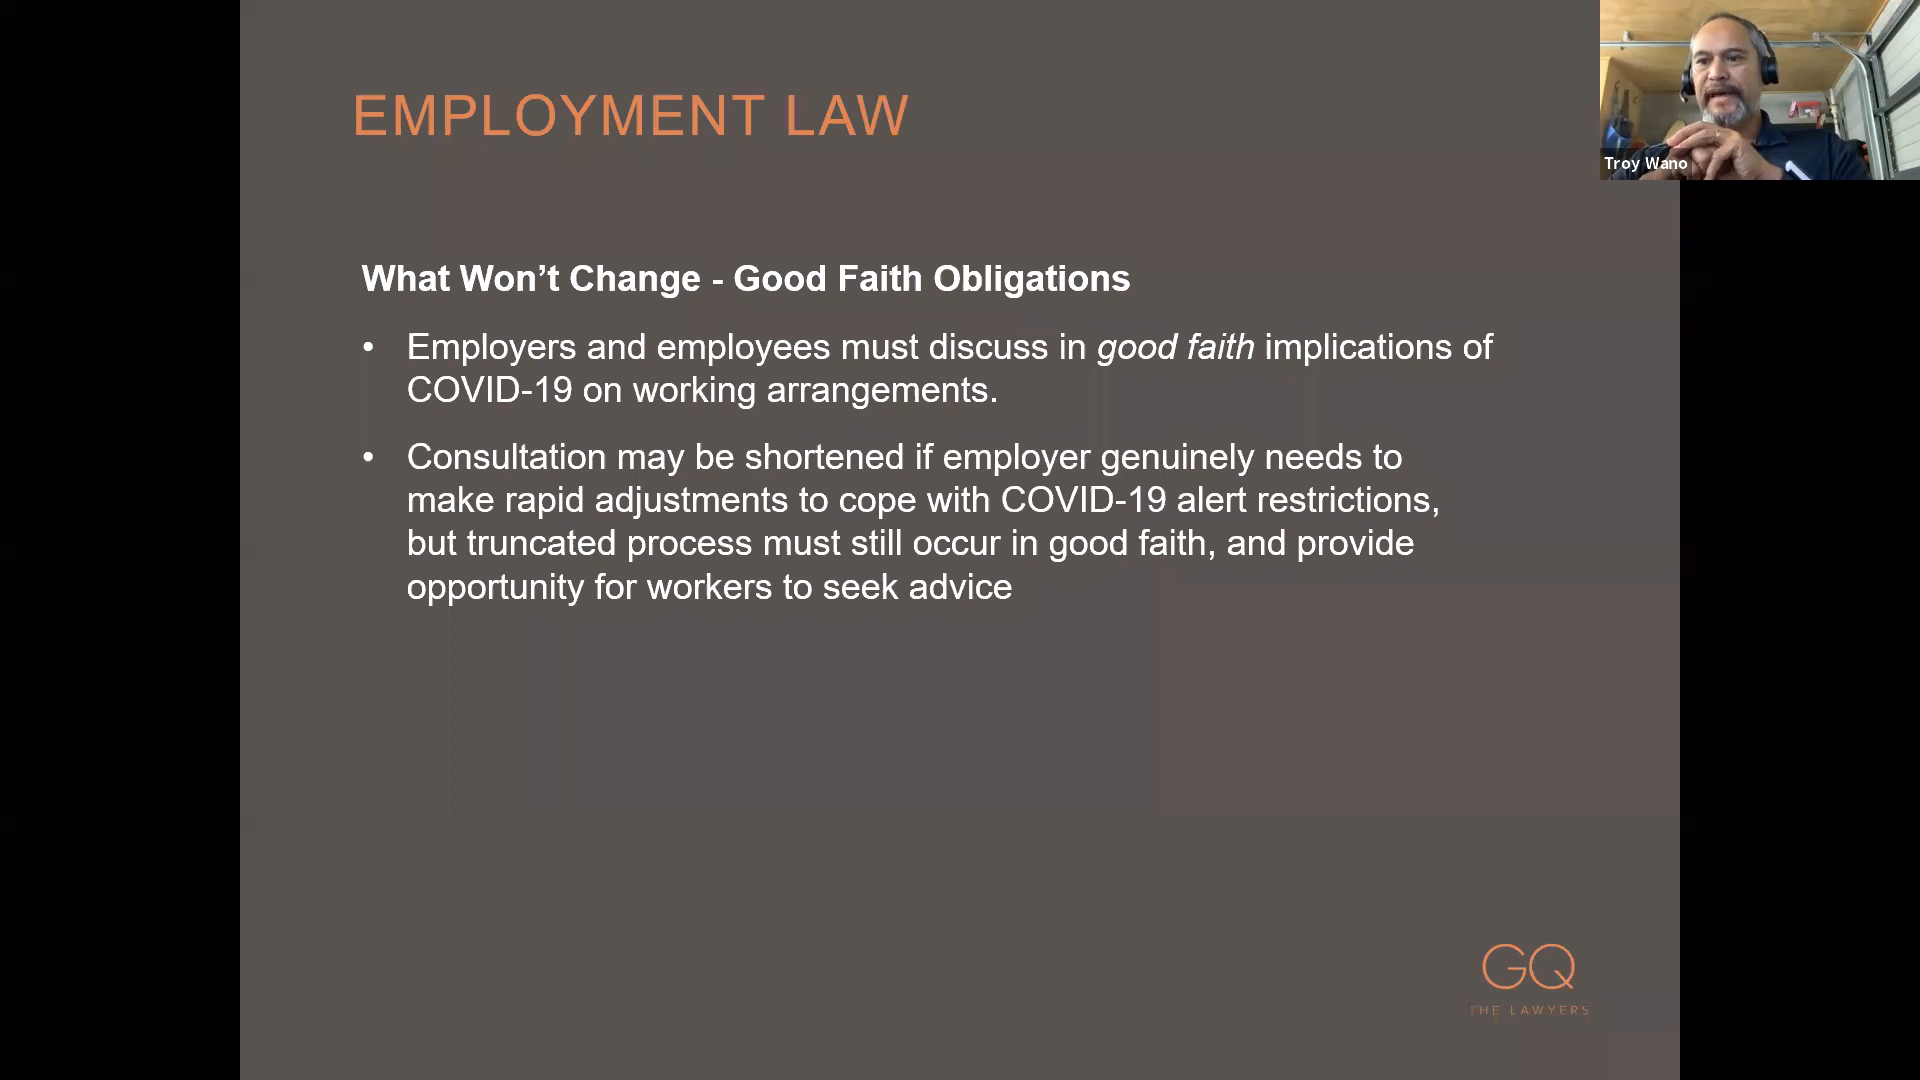 EMPLOYMENT LAW
Troy Wano
What Won’t Change - Good Faith Obligations
• Employers and employees must discuss in good faith implications of
COVID-19 on working arrangements.
• Consultation may be shortened if employer genuinely needs to
make rapid adjustments to cope with COVID-19 alert restrictions,
but truncated process must still occur in good faith, and provide
opportunity for workers to seek advice
GQ
THE LAWYERS